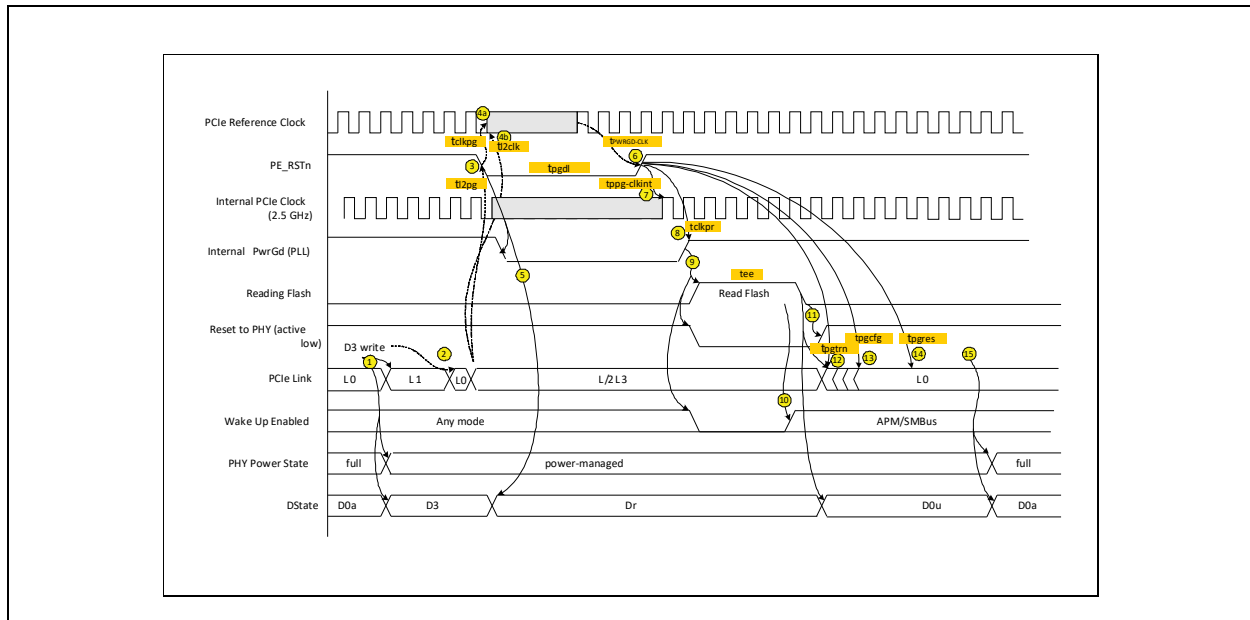 4a
PCIe Reference Clock
4b
tclkpg
tl2clk
tPWRGD-CLK
6
PE_RSTn
3
tpgdl
tl2pg
tppg-clkint
7
Internal PCIe Clock
(2.5 GHz)
tclkpr
8
Internal PwrGd (PLL)
9
5
tee
Reading Flash
Read Flash
11
Reset to PHY (active
low)
tpgcfg
tpgres
D3 write
tpgtrn
1
2
12
13
14
15
PCIe Link
L0
L1
L0
L/2 L3
L0
10
Wake Up Enabled
Any mode
APM/SMBus
PHY Power State
full
power-managed
full
DState
D0a
D3
Dr
D0u
D0a